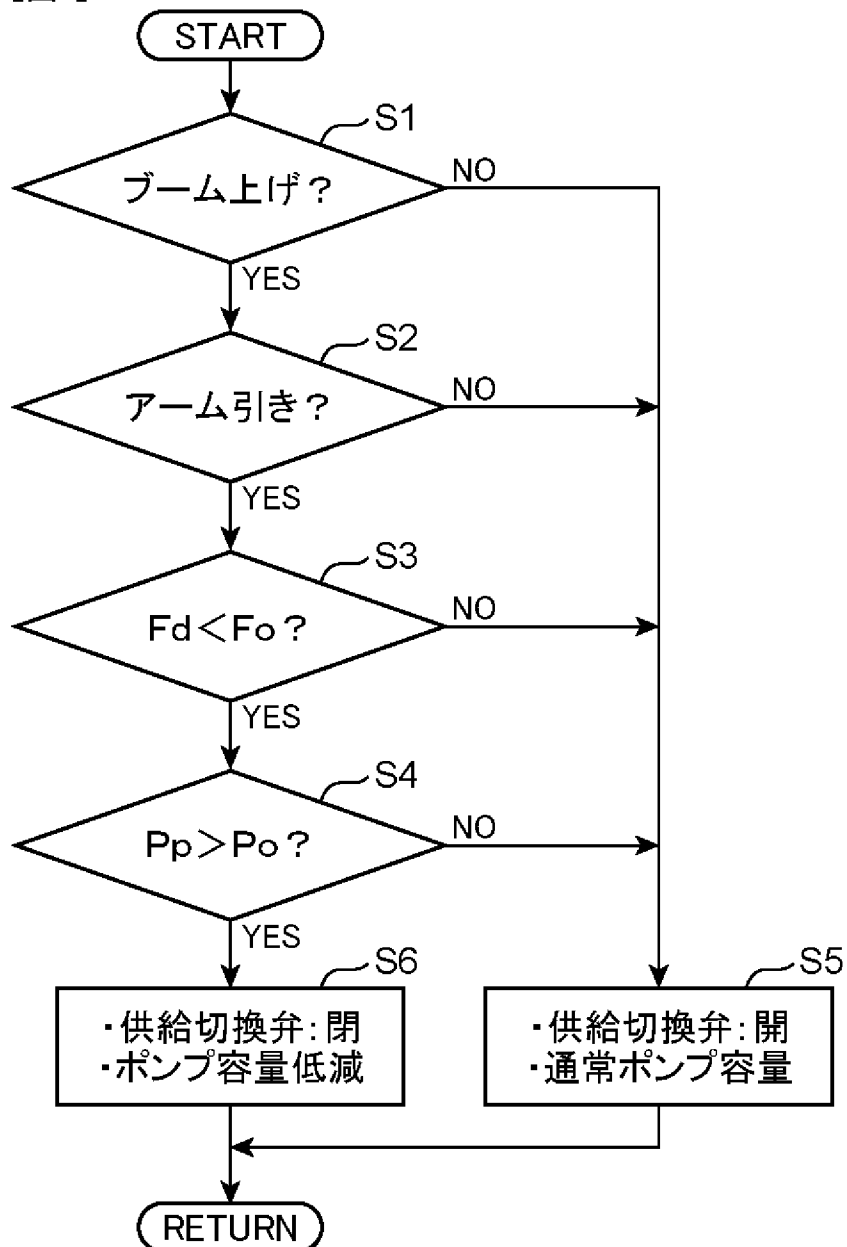 START
S1
ブーム上げ？
NO
YES
S2
アーム引き？
NO
YES
S3
Fd＜Fo？
NO
YES
S4
Pp＞Po？
NO
YES
S6
・供給切換弁：閉
・ポンプ容量低減
S5
・供給切換弁：開
・通常ポンプ容量
RETURN